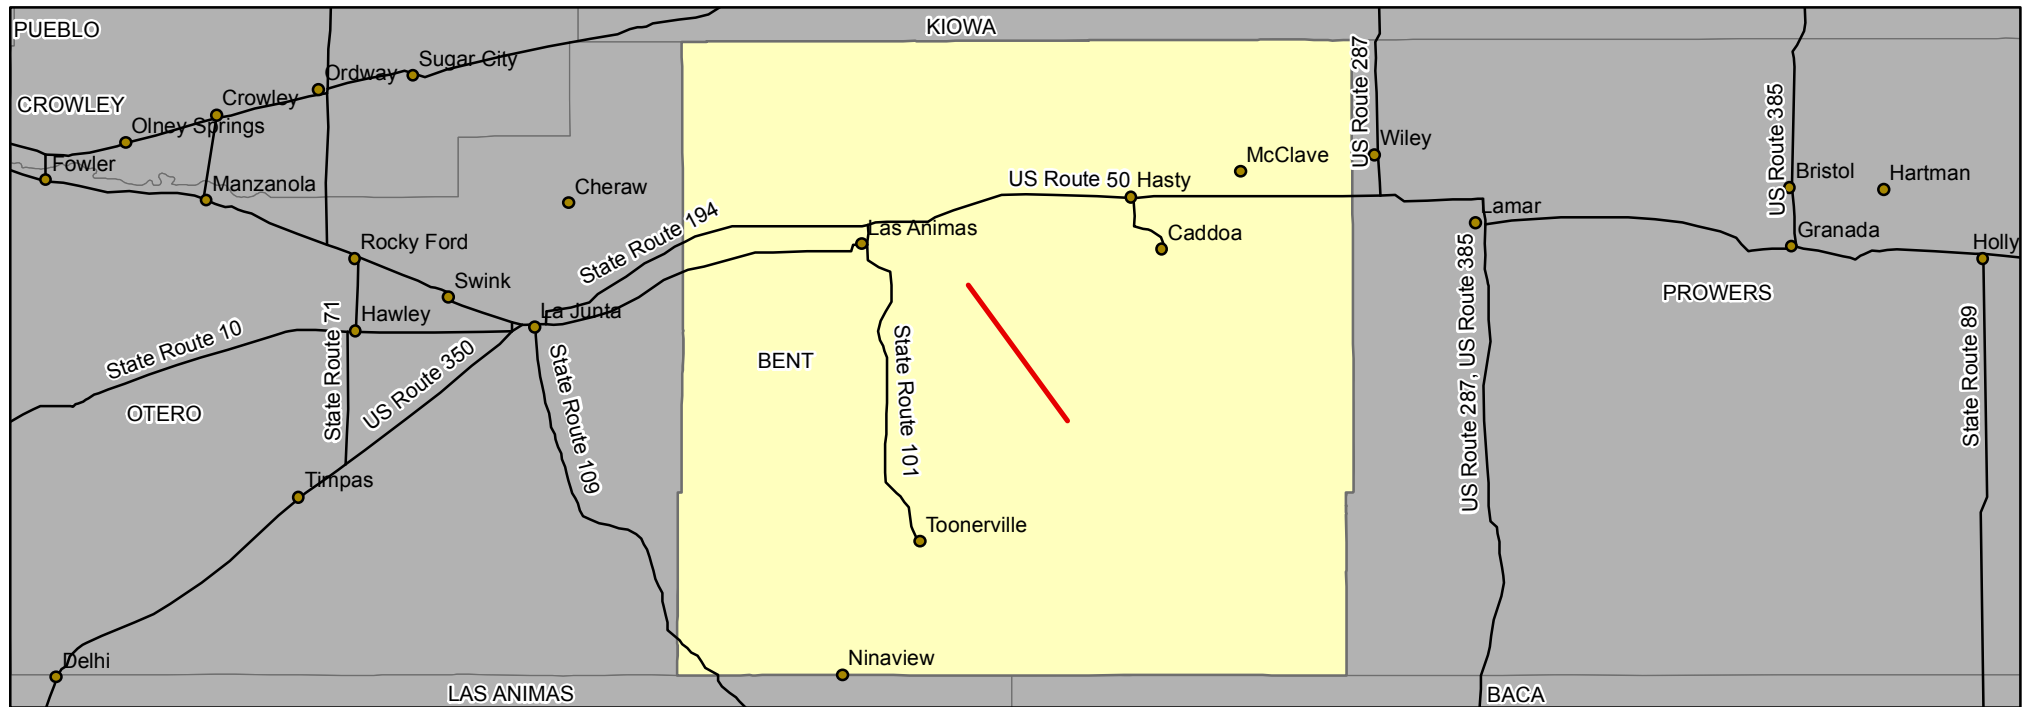 PUEBLO
KIOWA
Sugar City
Ordway
US Route 287
CROWLEY
Crowley
US Route 385
Olney Springs
Wiley
McClave
Fowler
Bristol
Hartman
Manzanola
Cheraw
US Route 50
Hasty
Lamar
State Route 194
Las Animas
Caddoa
Granada
Rocky Ford
Holly
Swink
PROWERS
La Junta
Hawley
State Route 10
State Route 71
US Route 350
State Route 109
BENT
State Route 101
US Route 287, US Route 385
State Route 89
OTERO
Timpas
Toonerville
Delhi
Ninaview
LAS ANIMAS
BACA